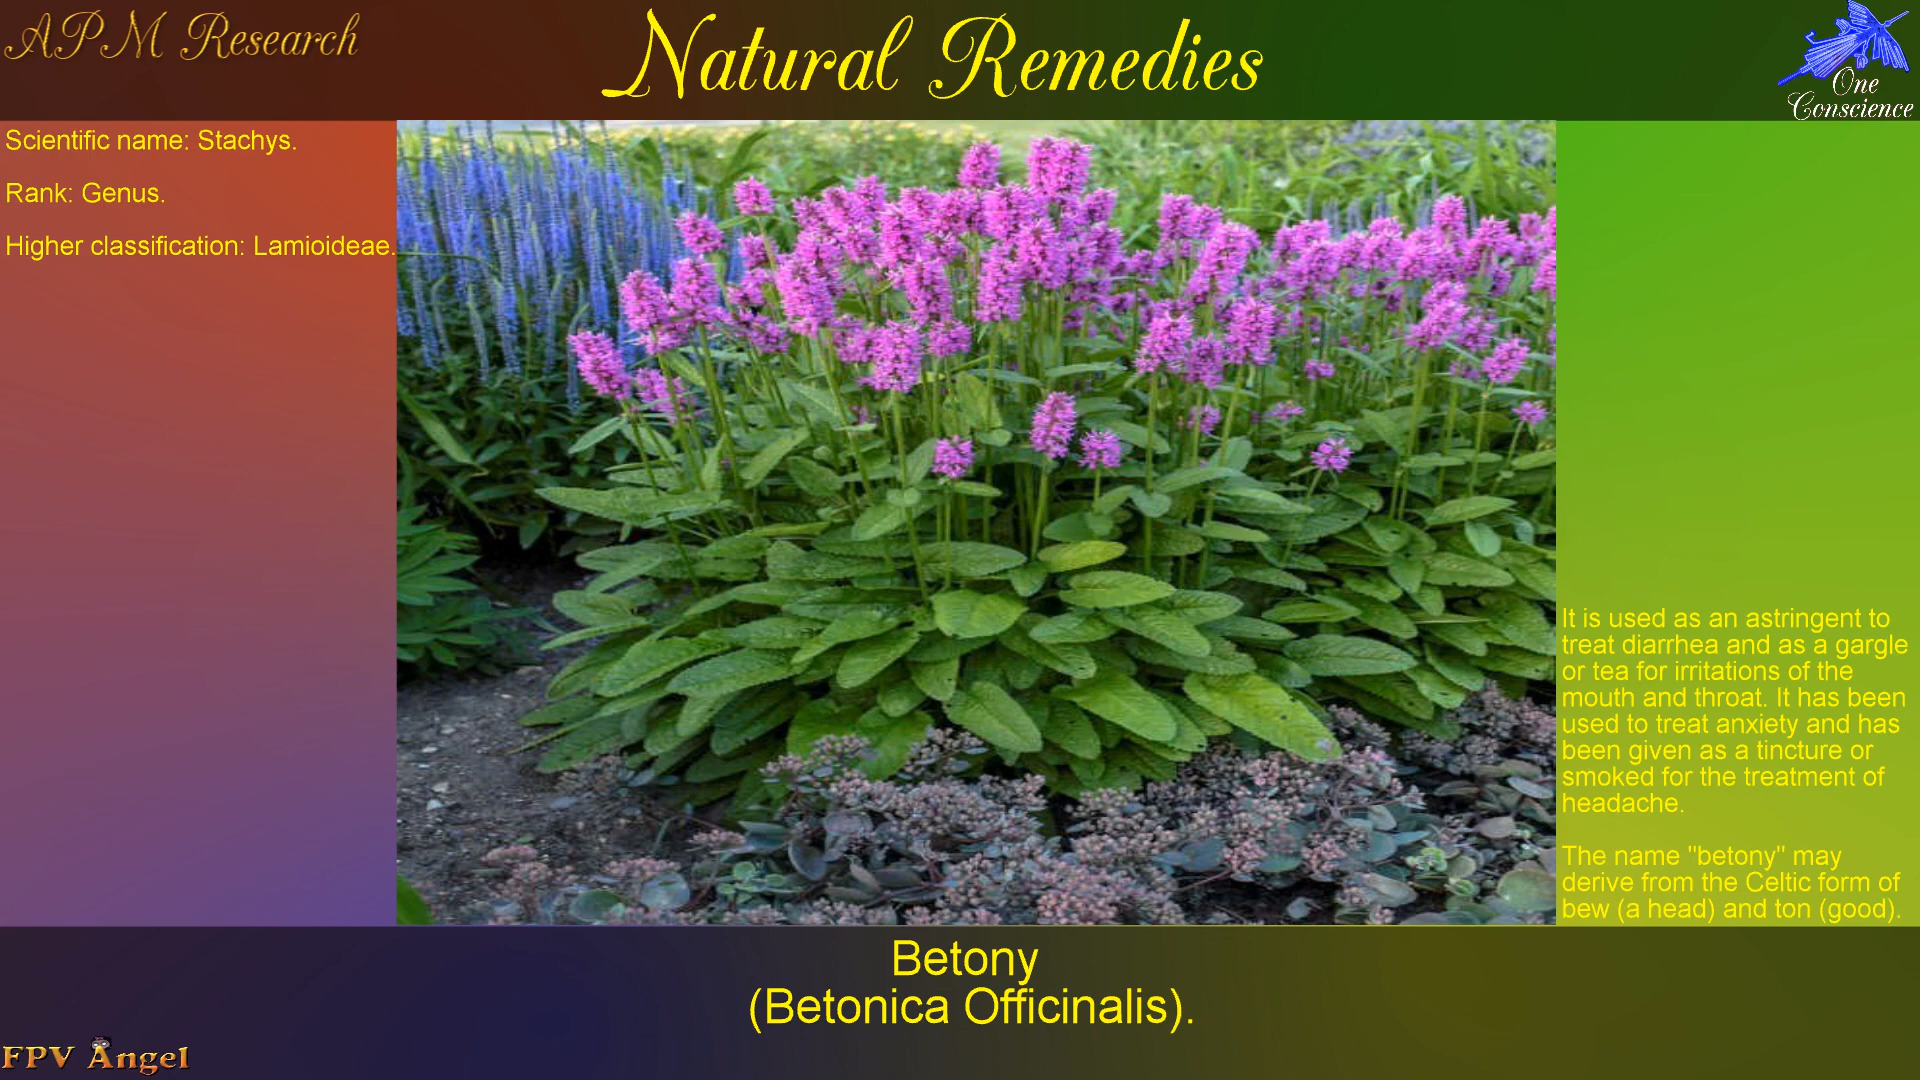 APM Research
Natural Remedies
One
Conscience
Scientific name: Stachys.
Rank: Genus.
Higher classification: Lamioideae.
It is used as an astringent to
treat diarrhea and as a gargle
or tea for irritations of the
mouth and throat. It has been
used to treat anxiety and has
been given as a tincture or
smoked for the treatment of
headache.
The name "betony" may
derive from the Celtic form of
bew (a head) and ton (good).
Betony
(Betonica Officinalis).
FPV Angel